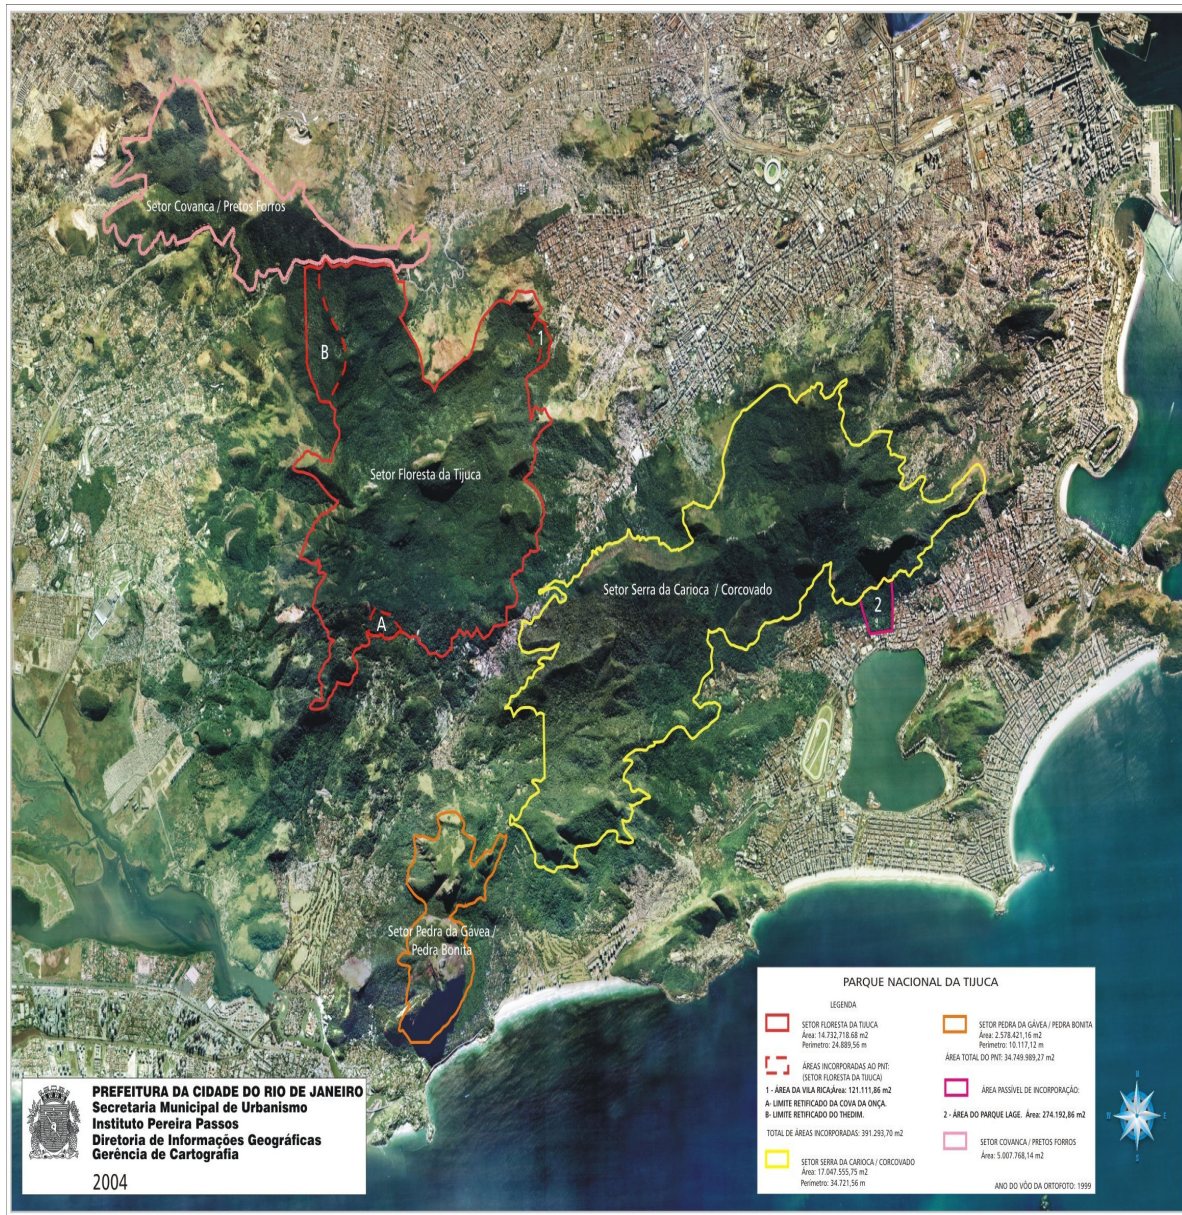 Setor Covanca / Pretos Forros
B
1
Setor Floresta da Tijuca
Setor Serra da Carioca / Corcovado
2
A
Setor Pedra da Gávea /
Pedra Bonita
PARQUE NACIONAL DA TIJUCA
LEGENDA
SETOR FLORESTA DA TIJUCA
Área: 14.732,718.68 m2
Perímetro: 24.889,56 m
ÁREAS INCORPORADAS AO PNT:
(SETOR FLORESTA DA TIJUCA)
1 - ÁREA DA VILA RICA;Área: 121.111,86 m2
A- LIMITE RETIFICADO DA COVA DA ONÇA.
B- LIMITE RETIFICADO DO THEDIM.
TOTAL DE ÁREAS INCORPORADAS: 391.293,70 m2
SETOR SERRA DA CARIOCA / CORCOVADO
Área: 17.047.555,75 m2
Perímetro: 34.721,56 m
SETOR PEDRA DA GÁVEA / PEDRA BONITA
Área: 2.578.421,16 m2
Perímetro: 10.117,12 m
ÁREA TOTAL DO PNT: 34.749.989,27 m2
ÁREA PASSÍVEL DE INCORPORAÇÃO:
2 - ÁREA DO PARQUE LAGE. Área: 274.192,86 m2
SETOR COVANCA / PRETOS FORROS
Área: 5.007.768,14 m2
ANO DO VÔO DA ORTOFOTO: 1999
N
W
E
S
PREFEITURA DA CIDADE DO RIO DE JANEIRO
Secretaria Municipal de Urbanismo
Instituto Pereira Passos
Diretoria de Informações Geográficas
Gerência de Cartografia
2004